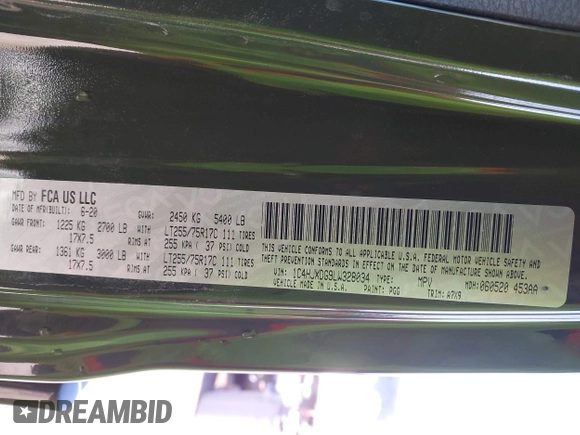 MFD BY FCA US LLC
DATE OF MFR(BUILT): 6-20 GVWR: 2450 KG 5400 LB
GAWR FRONT: 1225 KG 2700 LB WITH LT255/75R17C 111 TIRES
17X7.5 RIMS AT 255 KPA ( 37 PSI) COLD
GAWR REAR: 1361 KG 3000 LB WITH LT255/75R17C 111 TIRES
17X7.5 RIMS AT 255 KPA ( 37 PSI) COLD
THIS VEHICLE CONFORMS TO ALL APPLICABLE U.S.A. FEDERAL MOTOR VEHICLE SAFETY AND
THEFT PREVENTION STANDARDS IN EFFECT ON THE DATE OF MANUFACTURE SHOWN ABOVE.
VIN: 1C4HJXDG9LW328034 TYPE: MPV MDH: 060520 453AA
MADE IN U.S.A. PAINT: PGG TRIM: A7X9
DREAMBID